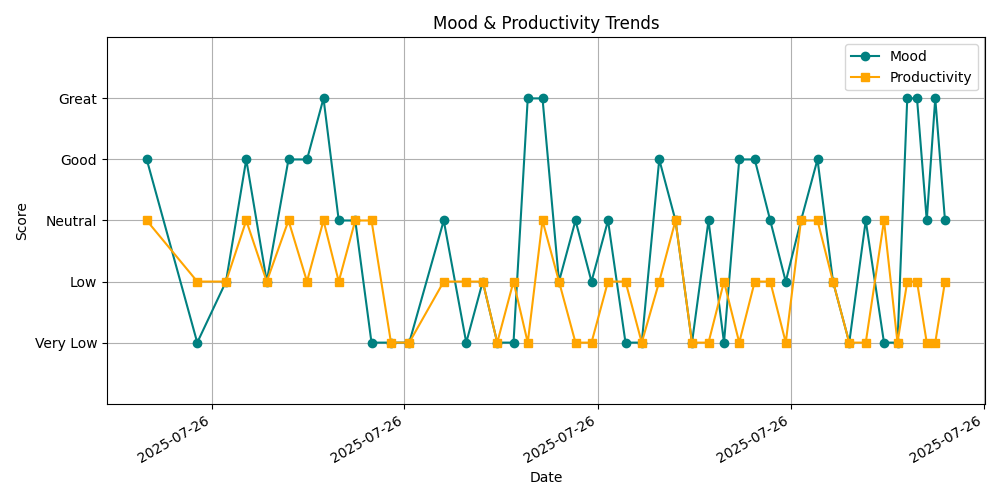 Mood & Productivity Trends
Mood
Productivity
Great
Good
Neutral
Low
Very Low
Score
2025-07-26
2025-07-26
2025-07-26
2025-07-26
2025-07-26
Date